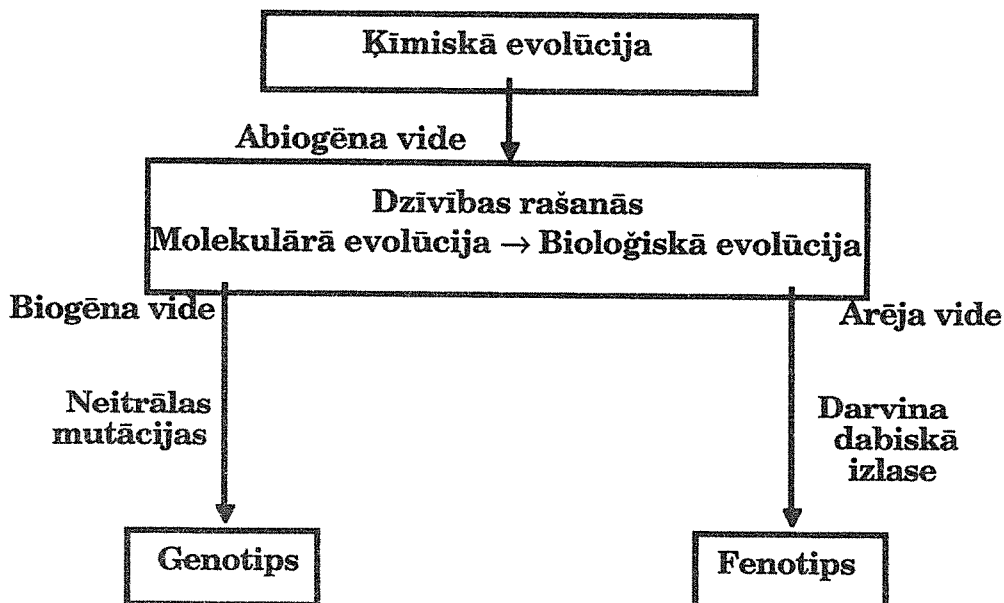 Ķīmiskā evolūcija
Abiogēna vide
Dzīvības rašanās
Molekulārā evolūcija → Bioloģiskā evolūcija
Biogēna vide
Ārēja vide
Neitrālas
mutācijas
Darvina
dabiskā
izlase
Genotips
Fenotips